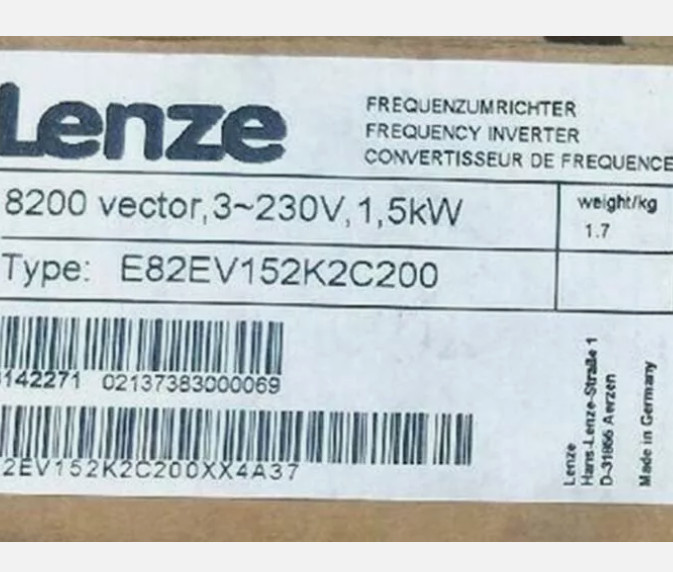 Lenze
FREQUENZUMRICHTER
FREQUENCY INVERTER
CONVERTISSEUR DE FREQUENCE
8200 vector,3~230V,1,5kW
weight/kg
1.7
Type: E82EV152K2C200
142271 02137383000069
2EV152K2C200XX4A37
Lenze
Hans-Lenze-Straße 1
D-31855 Aerzen
Made in Germany